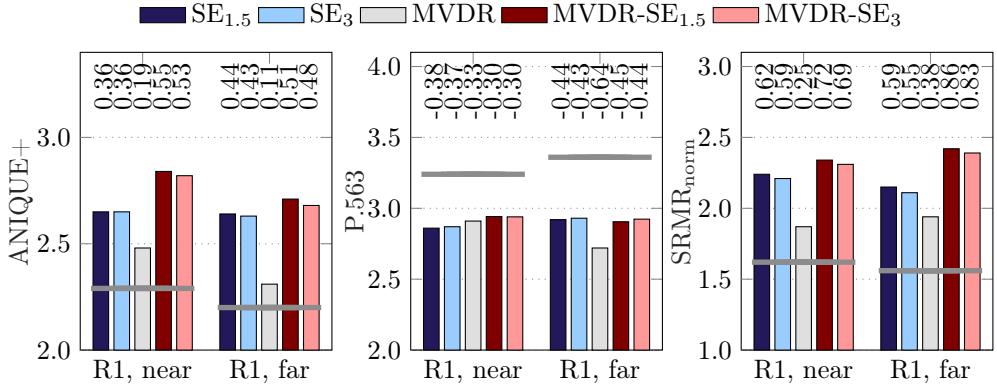 SE1.5 SE3 MVDR MVDR-SE1.5 MVDR-SE3
ANIQUE+
3.0
2.5
2.0
0.36 0.36 0.19 0.55 0.53
0.44 0.43 0.11 0.51 0.48
R1, near R1, far
P.563
4.0
3.5
3.0
2.5
2.0
-0.38 -0.37 -0.33 -0.30 -0.30
-0.44 -0.43 -0.64 -0.45 -0.44
R1, near R1, far
SRMRnorm
3.0
2.5
2.0
1.5
1.0
0.62 0.59 0.25 0.72 0.69
0.59 0.55 0.38 0.86 0.83
R1, near R1, far